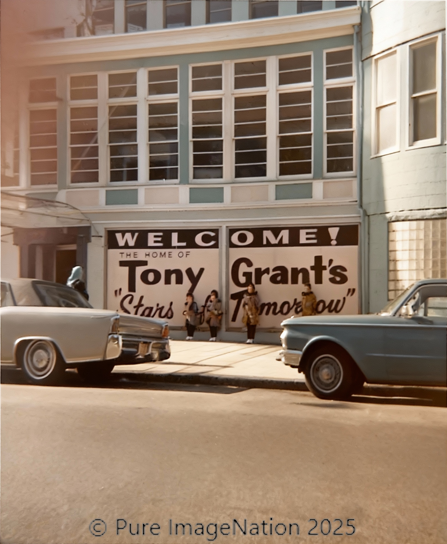 WELCOME!
THE HOME OF
Tony Grant's
"Stars of Tomorrow"
© Pure ImageNation 2025